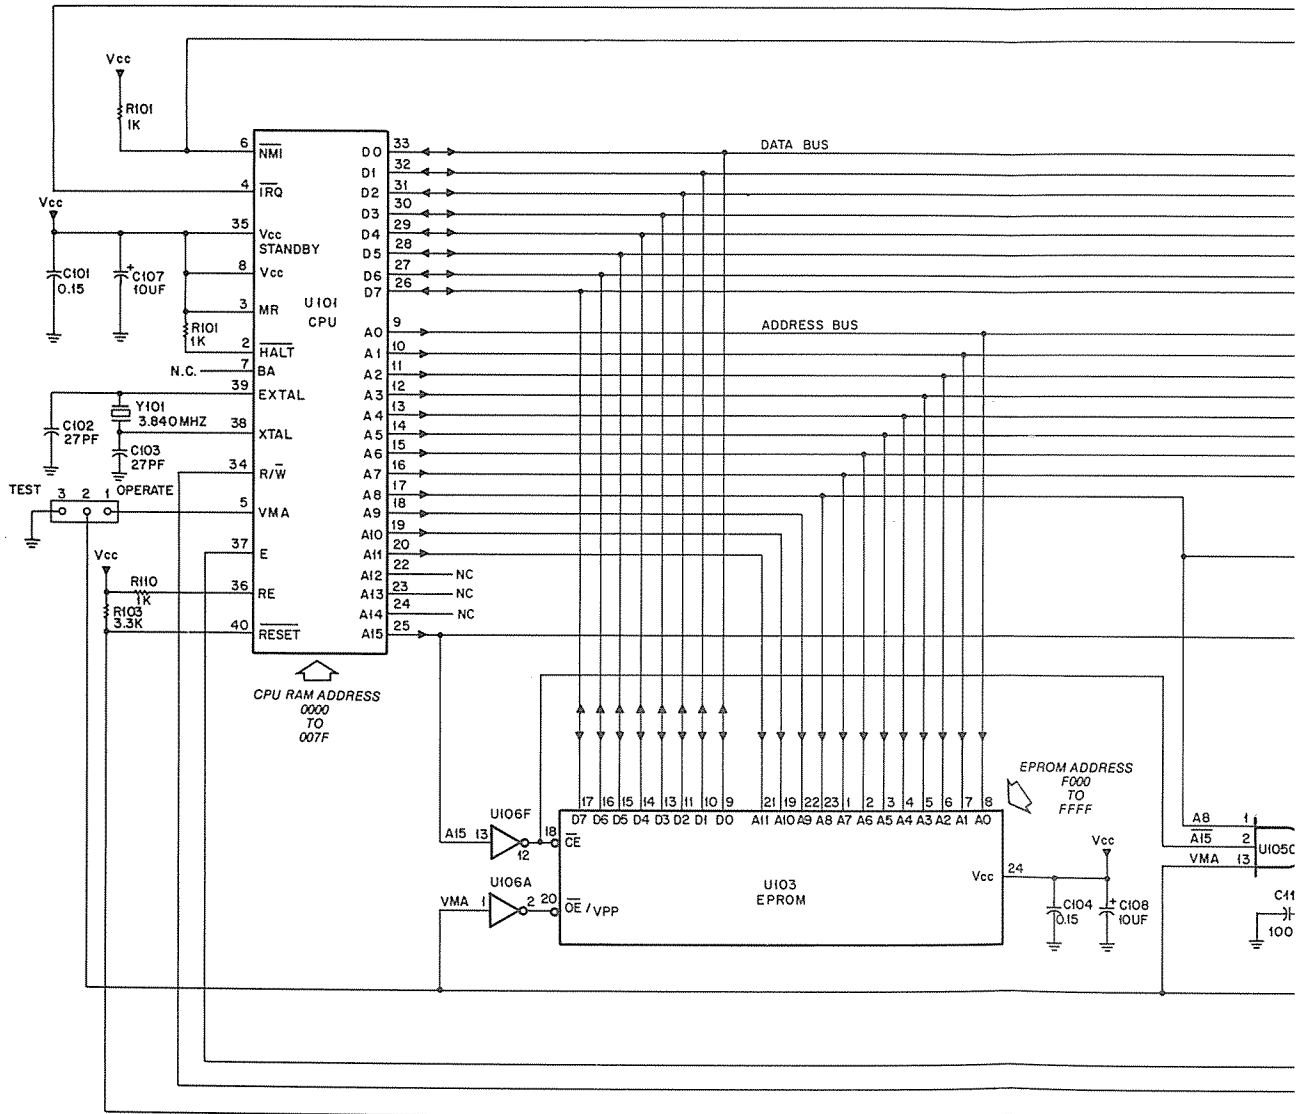 Vcc
R101
1K
6 NMI
4 IRQ
Vcc
35 Vcc
STANDBY
8 Vcc
C101
0.15
+ C107
10UF
3 MR
R101
1K
2 HALT
N.C. 7 BA
39 EXTAL
Y101
3.840MHZ
C102
27PF
38 XTAL
C103
27PF
34 R/W
TEST 3 2 1 OPERATE
5 VMA
37 E
Vcc
R110
1K
36 RE
R103
3.3K
40 RESET
U101
CPU
D0 33
D1 32
D2 31
D3 30
D4 29
D5 28
D6 27
D7 26
DATA BUS
A0 9
ADDRESS BUS
A1 10
A2 11
A3 12
A4 13
A5 14
A6 15
A7 16
A8 17
A9 18
A10 19
A11 20
A12 22 NC
A13 23 NC
A14 24 NC
A15 25
CPU RAM ADDRESS
0000
TO
007F
EPROM ADDRESS
F000
TO
FFFF
17 16 15 14 13 11 10 9 21 19 22 23 1 2 3 4 5 6 7 8
D7 D6 D5 D4 D3 D2 D1 D0 A11 A10 A9 A8 A7 A6 A5 A4 A3 A2 A1 A0
U106F
A15 13
12
18 CE
U106A
VMA 1
2
20 OE/VPP
U103
EPROM
Vcc 24
Vcc
C104
0.15
+ C108
10UF
A8 1
A15 2
VMA 13
U105C
C11
100